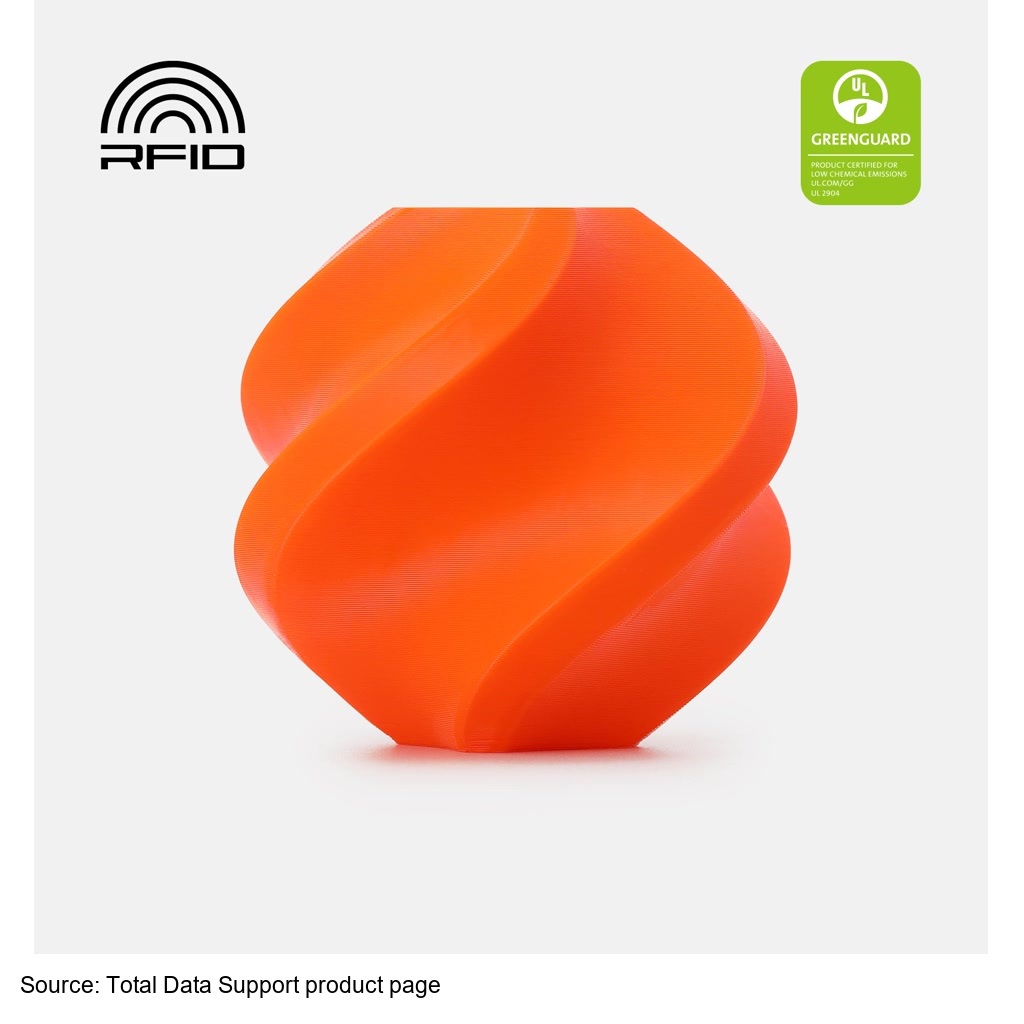 RFID
UL
GREENGUARD
PRODUCT CERTIFIED FOR
LOW CHEMICAL EMISSIONS
UL.COM/GG
UL 2904
Source: Total Data Support product page